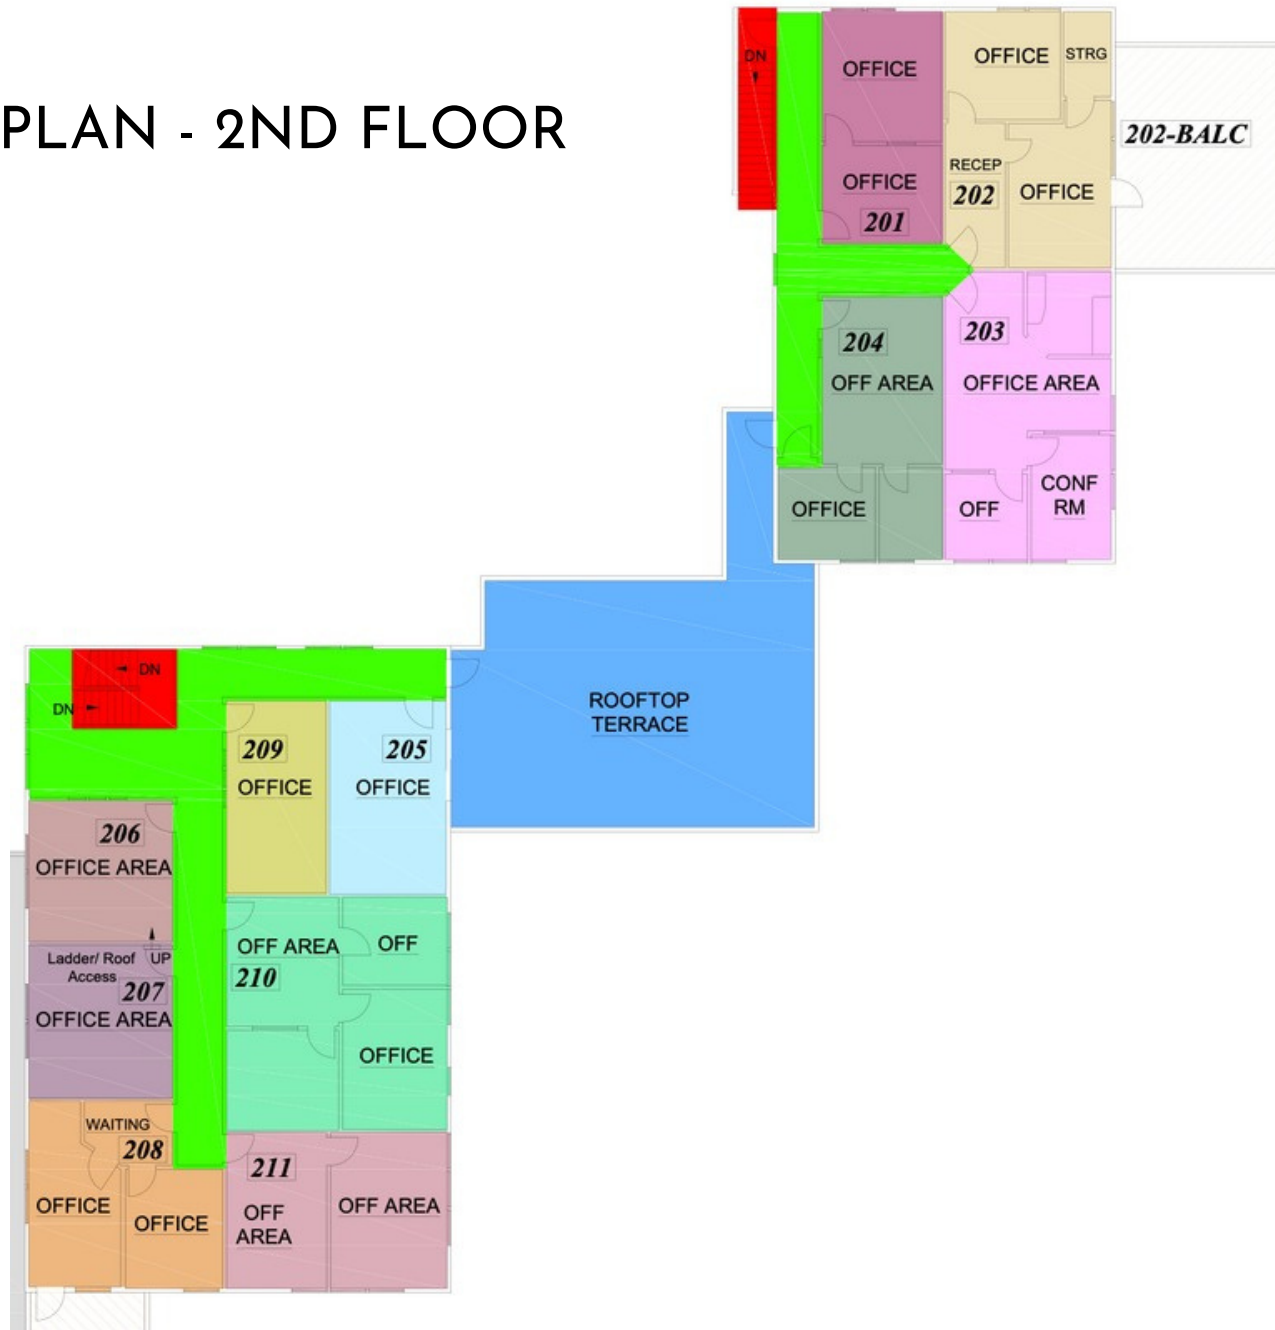 PLAN - 2ND FLOOR
DN
OFFICE
OFFICE
STRG
202-BALC
OFFICE
201
RECEP
202
OFFICE
204
OFF AREA
203
OFFICE AREA
OFFICE
OFF
CONF
RM
ROOFTOP
TERRACE
DN
DN
209
OFFICE
205
OFFICE
206
OFFICE AREA
Ladder/ Roof
Access
UP
207
OFFICE AREA
OFF AREA
210
OFF
OFFICE
WAITING
208
OFFICE
OFFICE
211
OFF
AREA
OFF AREA